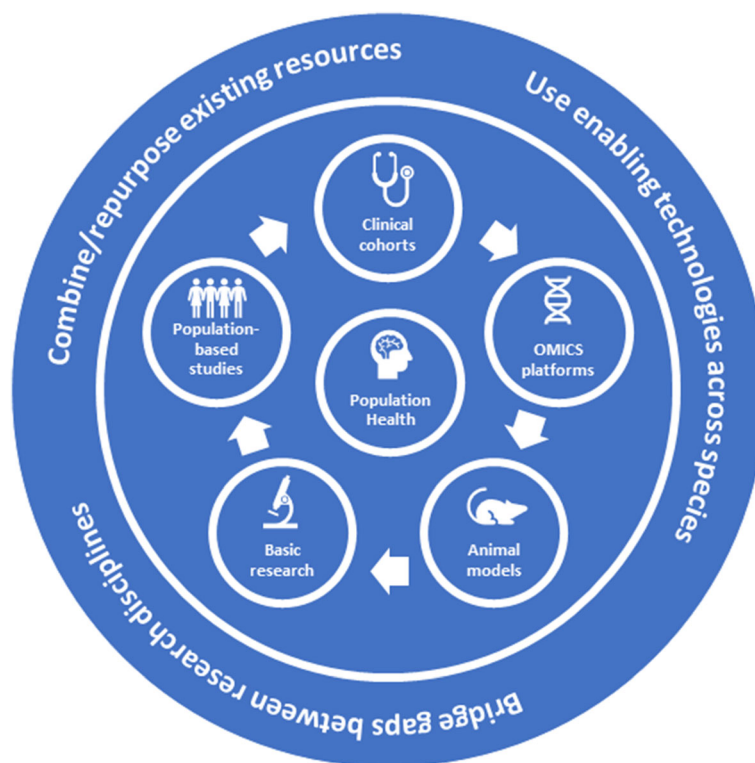 Combine/repurpose existing resources
Use enabling technologies across species
Bridge gaps between research disciplines
Clinical
cohorts
OMICS
platforms
Animal
models
Basic
research
Population-
based
studies
Population
Health